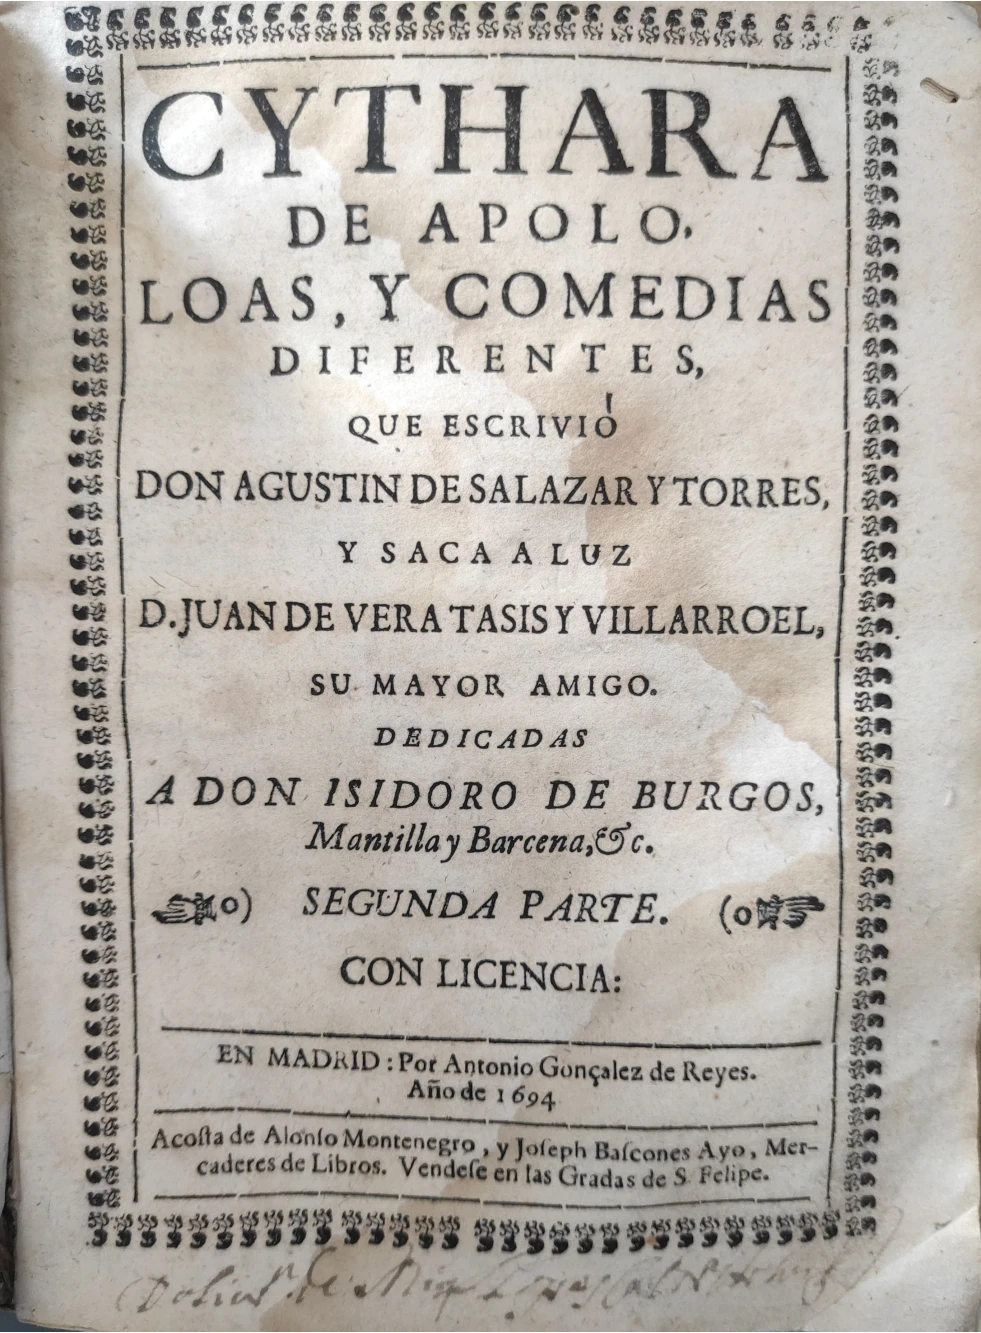 CYTHARA
DE APOLO.
LOAS, Y COMEDIAS
DIFERENTES,
QUE ESCRIVIÓ
DON AGUSTIN DE SALAZAR Y TORRES,
Y SACA A LUZ
D. JUAN DE VERA TASIS Y VILLARROEL,
SU MAYOR AMIGO.
DEDICADAS
A DON ISIDORO DE BURGOS,
Mantilla y Barcena, &c.
SEGUNDA PARTE.
CON LICENCIA:
EN MADRID: Por Antonio Gonçalez de Reyes.
Año de 1694
Acoſta de Alonſo Montenegro, y Joſeph Baſcones Ayo, Mer-
caderes de Libros. Vendeſe en las Gradas de S. Felipe.
de